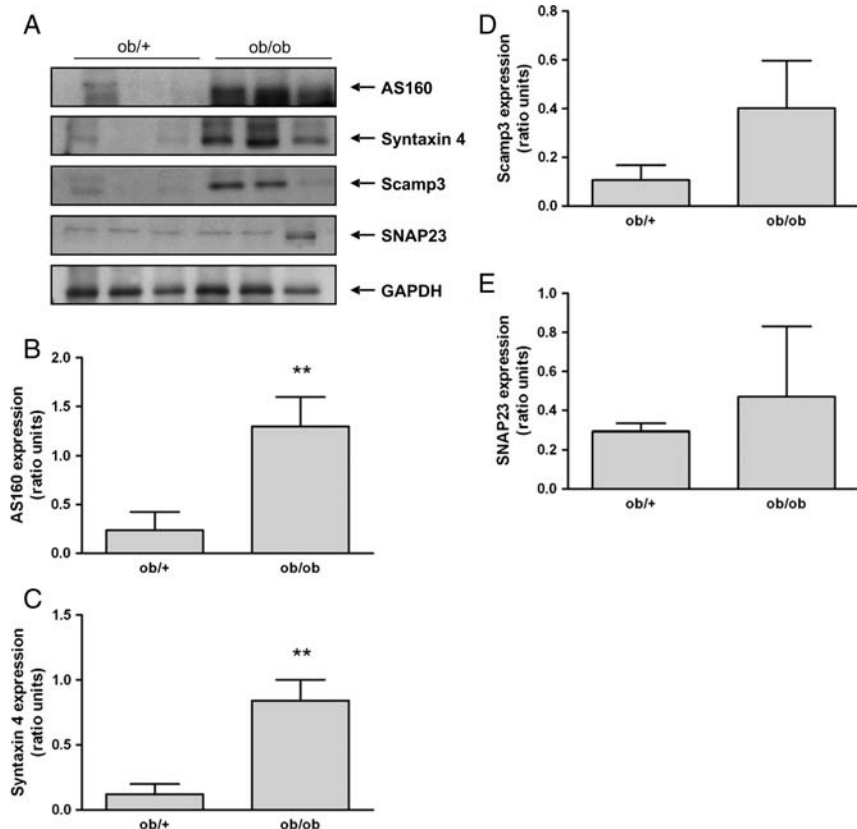 A
ob/+ ob/ob
AS160
Syntaxin 4
Scamp3
SNAP23
GAPDH
B
AS160 expression
(ratio units)
2.0
1.5
1.0
0.5
0.0
**
ob/+ ob/ob
C
Syntaxin 4 expression
(ratio units)
1.5
1.0
0.5
0.0
**
ob/+ ob/ob
D
Scamp3 expression
(ratio units)
0.8
0.6
0.4
0.2
0.0
ob/+ ob/ob
E
SNAP23 expression
(ratio units)
1.0
0.8
0.6
0.4
0.2
0.0
ob/+ ob/ob